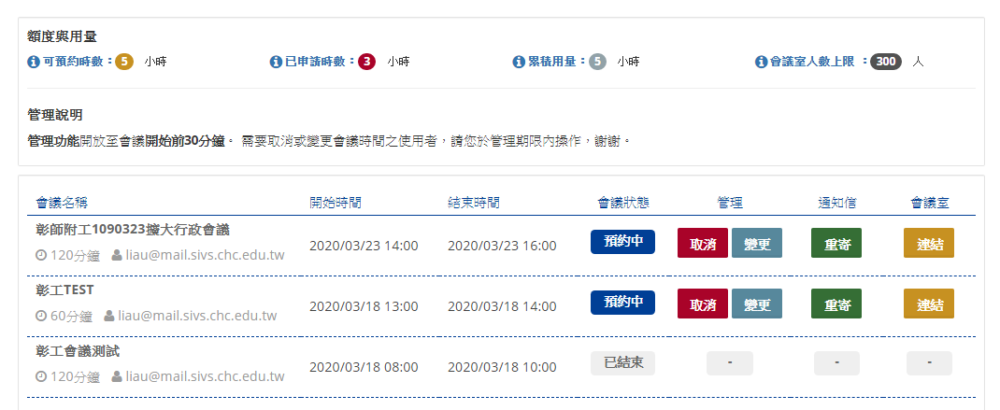 額度與用量
可預約時數：5 小時 已申請時數：3 小時 累積用量：5 小時 會議室人數上限 ：300 人
管理說明
管理功能開放至會議開始前30分鐘。 需要取消或變更會議時間之使用者，請您於管理期限內操作，謝謝。
會議名稱 開始時間 結束時間 會議狀態 管理 通知信 會議室
彰師附工1090323擴大行政會議
120分鐘 liau@mail.sivs.chc.edu.tw 2020/03/23 14:00 2020/03/23 16:00 預約中 取消 變更 重寄 連結
彰工TEST
60分鐘 liau@mail.sivs.chc.edu.tw 2020/03/18 13:00 2020/03/18 14:00 預約中 取消 變更 重寄 連結
彰工會議測試
120分鐘 liau@mail.sivs.chc.edu.tw 2020/03/18 08:00 2020/03/18 10:00 已結束 - - -